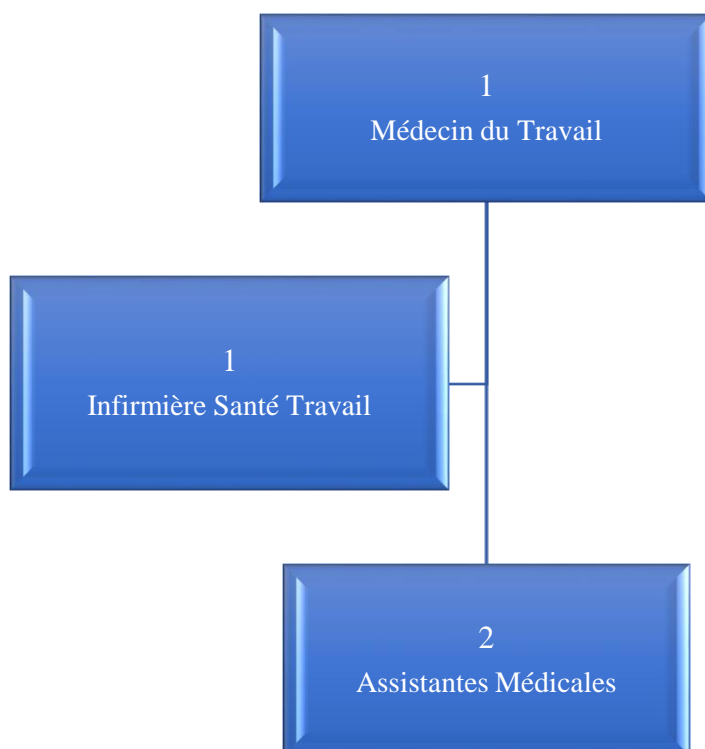 1
Médecin du Travail
1
Infirmière Santé Travail
2
Assistantes Médicales